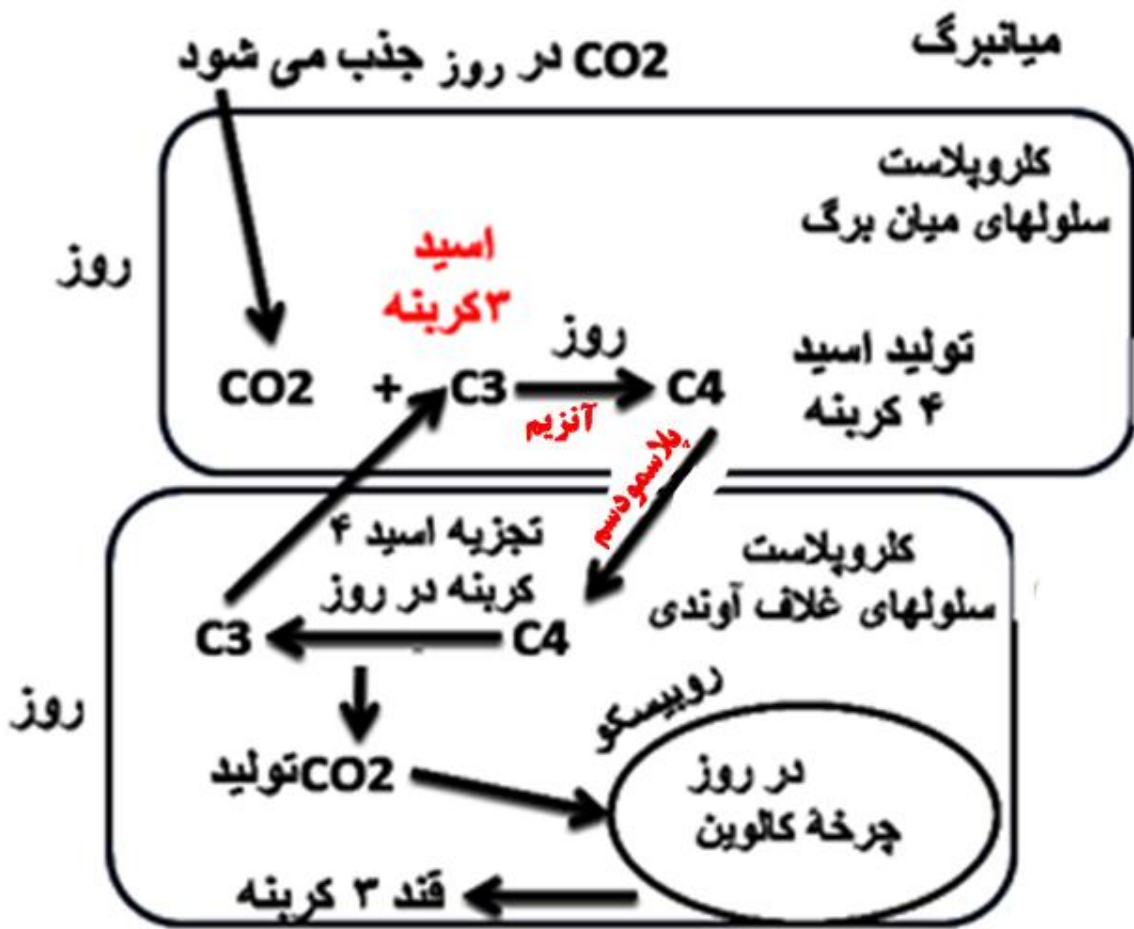 میانبرگ
CO2 در روز جذب می شود
کلروپلاست
سلولهای میان برگ
روز
اسید
۳کربنه
روز
تولید اسید
۴ کربنه
CO2 + C3 C4
آنزیم
پلاسمودسم
تجزیه اسید ۴
کربنه در روز
کلروپلاست
سلولهای غلاف آوندی
C3 C4
روز
روبیسکو
تولیدCO2
در روز
چرخهٔ کالوین
قند ۳ کربنه